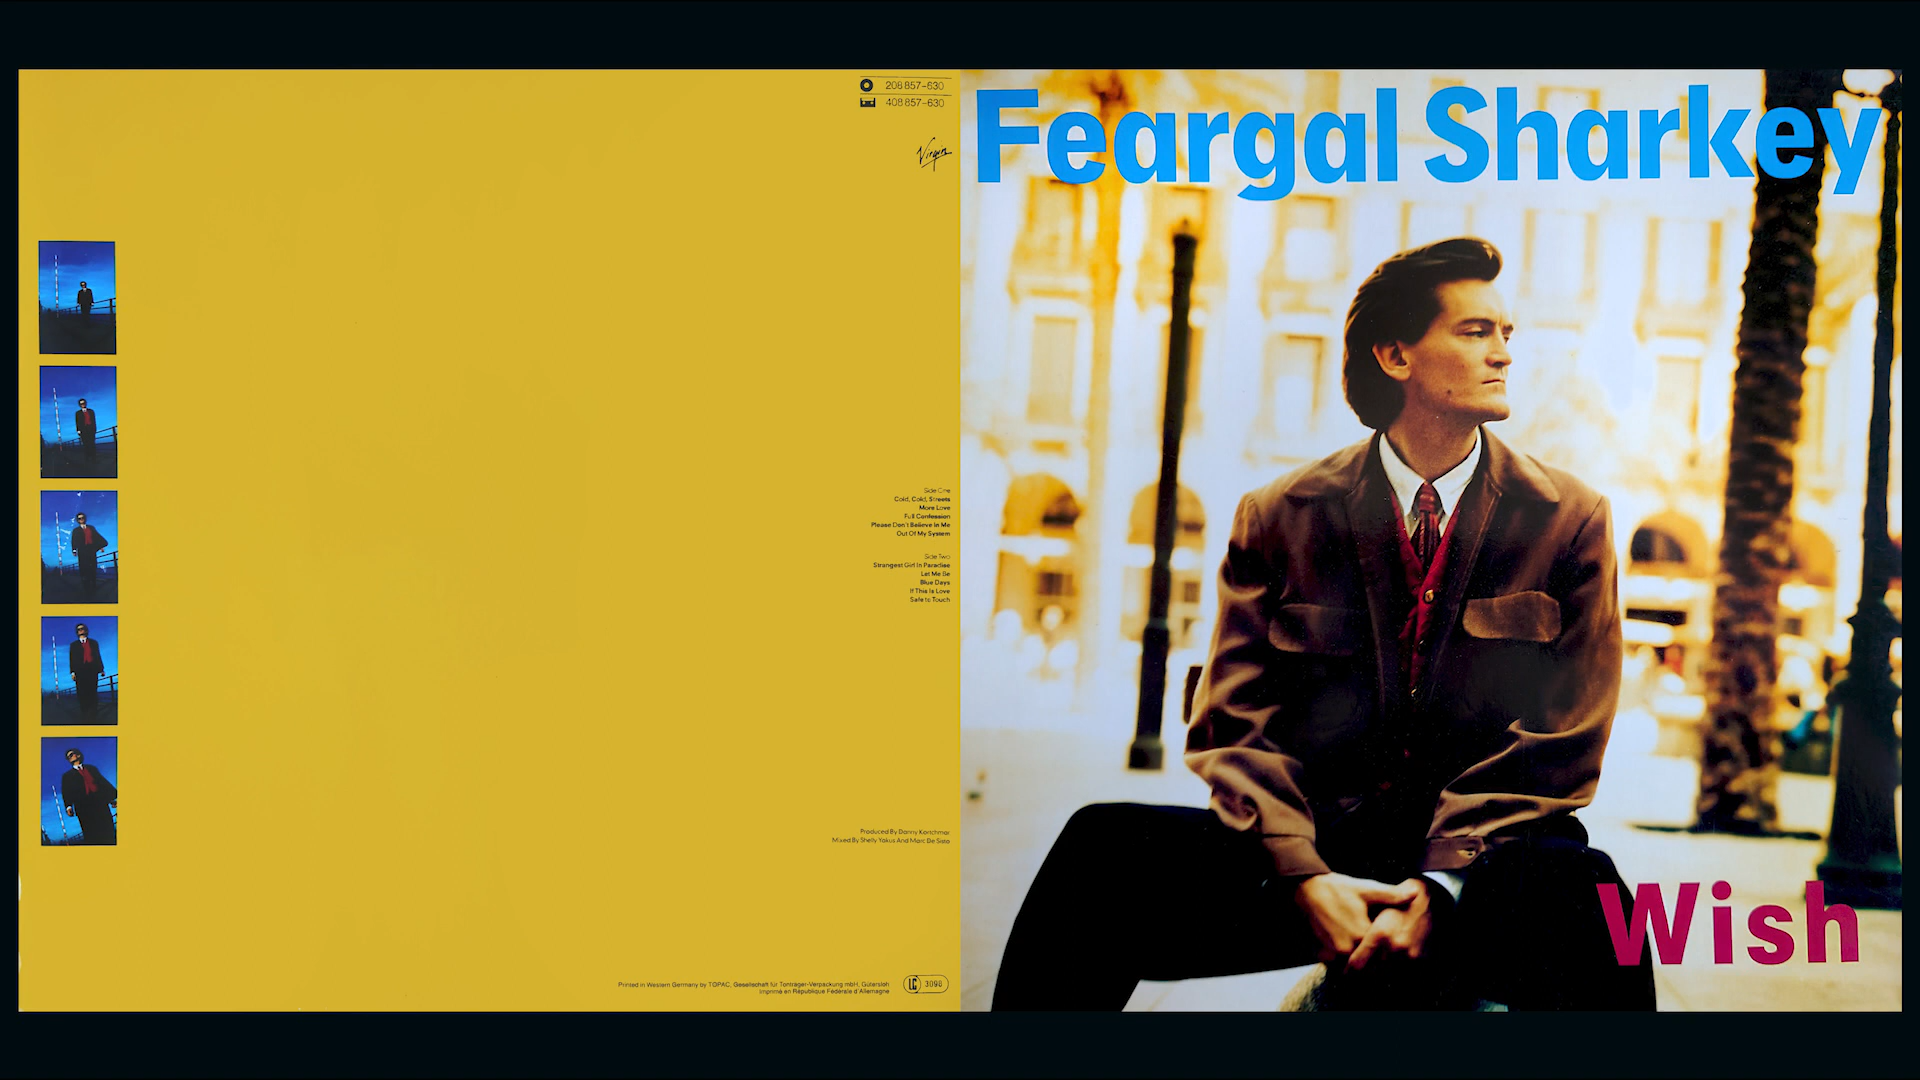 208 857-630
408 857-630
Virgin
Side One
Cold, Cold, Streets
More Love
Full Confession
Please Don't Believe In Me
Out Of My System
Side Two
Strangest Girl In Paradise
Let Me Be
Blue Days
If This Is Love
Safe to Touch
Produced By Danny Kortchmar
Mixed By Shelly Yakus And Marc De Sisto
Printed in Western Germany by TOPAC, Gesellschaft für Tonträger-Verpackung mbH, Gütersloh
Imprimé en République Fédérale d'Allemagne
LC 3098
Feargal Sharkey
Wish